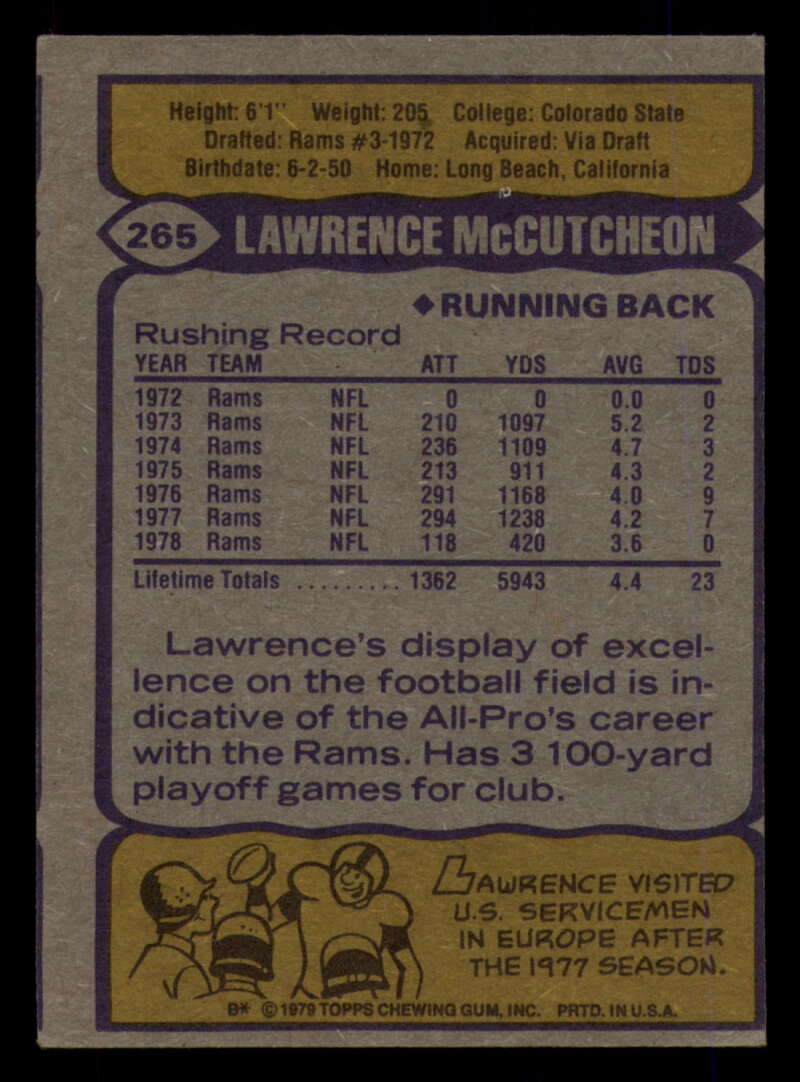 Height: 6'1" Weight: 205 College: Colorado State
Drafted: Rams #3-1972 Acquired: Via Draft
Birthdate: 6-2-50 Home: Long Beach, California
265 LAWRENCE McCUTCHEON
◆RUNNING BACK
Rushing Record
YEAR TEAM ATT YDS AVG TDS
1972 Rams NFL 0 0 0.0 0
1973 Rams NFL 210 1097 5.2 2
1974 Rams NFL 236 1109 4.7 3
1975 Rams NFL 213 911 4.3 2
1976 Rams NFL 291 1168 4.0 9
1977 Rams NFL 294 1238 4.2 7
1978 Rams NFL 118 420 3.6 0
Lifetime Totals ......... 1362 5943 4.4 23
Lawrence's display of excel-
lence on the football field is in-
dicative of the All-Pro's career
with the Rams. Has 3 100-yard
playoff games for club.
LAWRENCE VISITED
U.S. SERVICEMEN
IN EUROPE AFTER
THE 1977 SEASON.
B* © 1979 TOPPS CHEWING GUM, INC. PRTD. IN U.S.A.